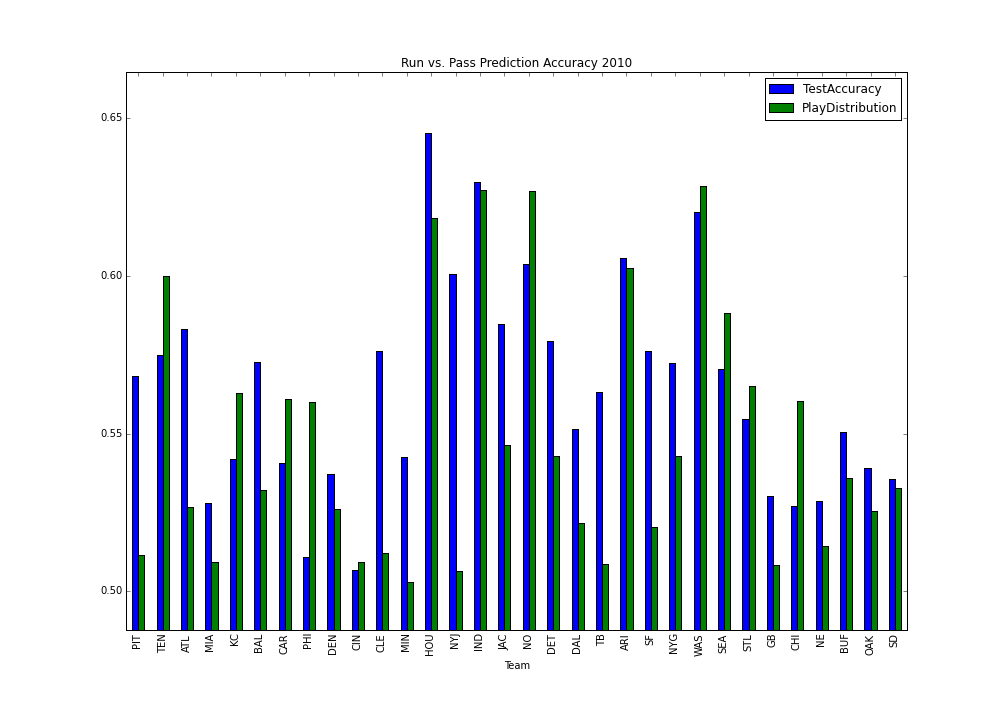 Run vs. Pass Prediction Accuracy 2010
TestAccuracy
PlayDistribution
0.65
0.60
0.55
0.50
PIT
TEN
ATL
MIA
KC
BAL
CAR
PHI
DEN
CIN
CLE
MIN
HOU
NYJ
IND
JAC
NO
DET
DAL
TB
ARI
SF
NYG
WAS
SEA
STL
GB
CHI
NE
BUF
OAK
SD
Team